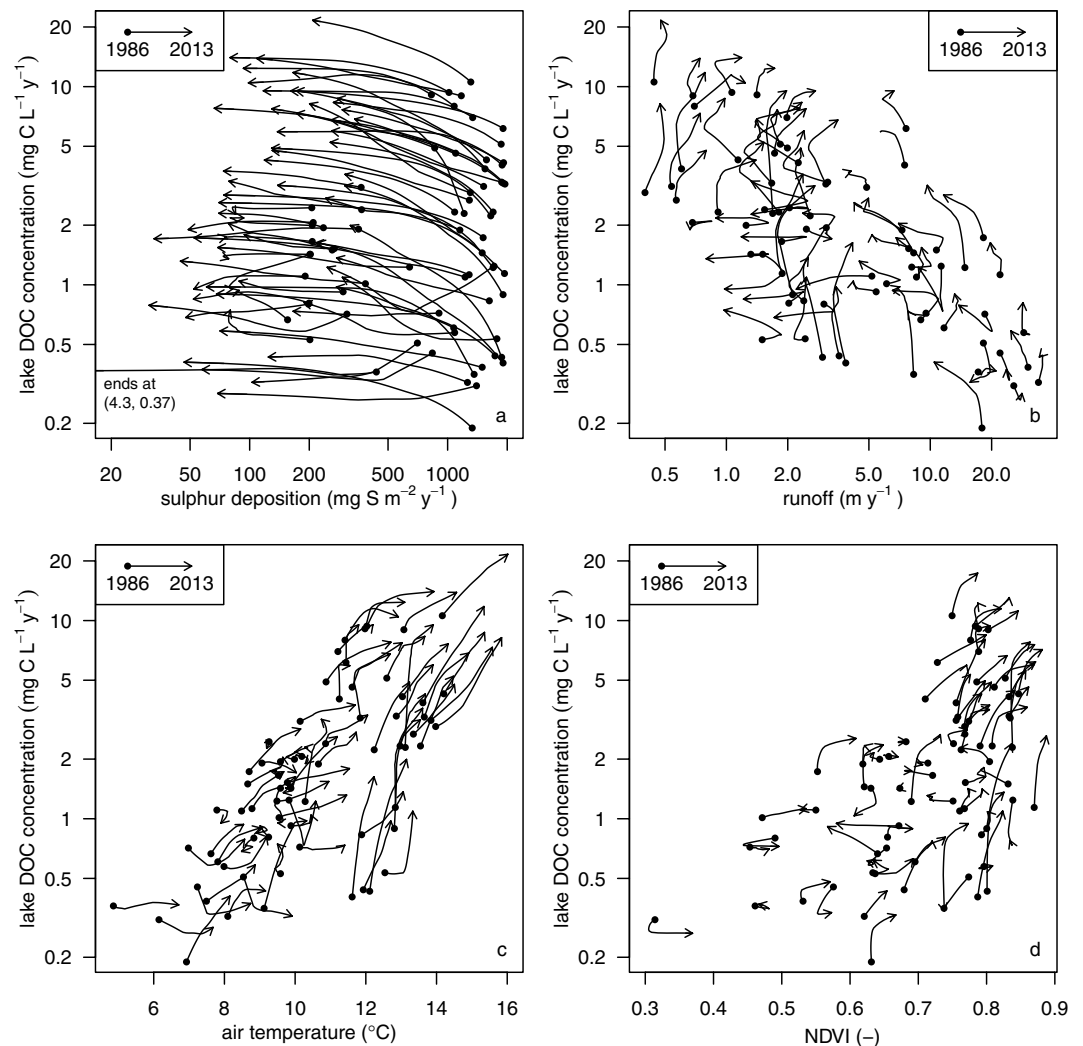 1986 2013
20
10
5
2
1
0.5
0.2
lake DOC concentration (mg C L−1 y−1)
ends at
(4.3, 0.37)
a
20 50 100 200 500 1000
sulphur deposition (mg S m−2 y−1 )
1986 2013
20
10
5
2
1
0.5
0.2
lake DOC concentration (mg C L−1 y−1)
b
0.5 1.0 2.0 5.0 10.0 20.0
runoff (m y−1 )
1986 2013
20
10
5
2
1
0.5
0.2
lake DOC concentration (mg C L−1 y−1)
c
6 8 10 12 14 16
air temperature (°C)
1986 2013
20
10
5
2
1
0.5
0.2
lake DOC concentration (mg C L−1 y−1)
d
0.3 0.4 0.5 0.6 0.7 0.8 0.9
NDVI (−)